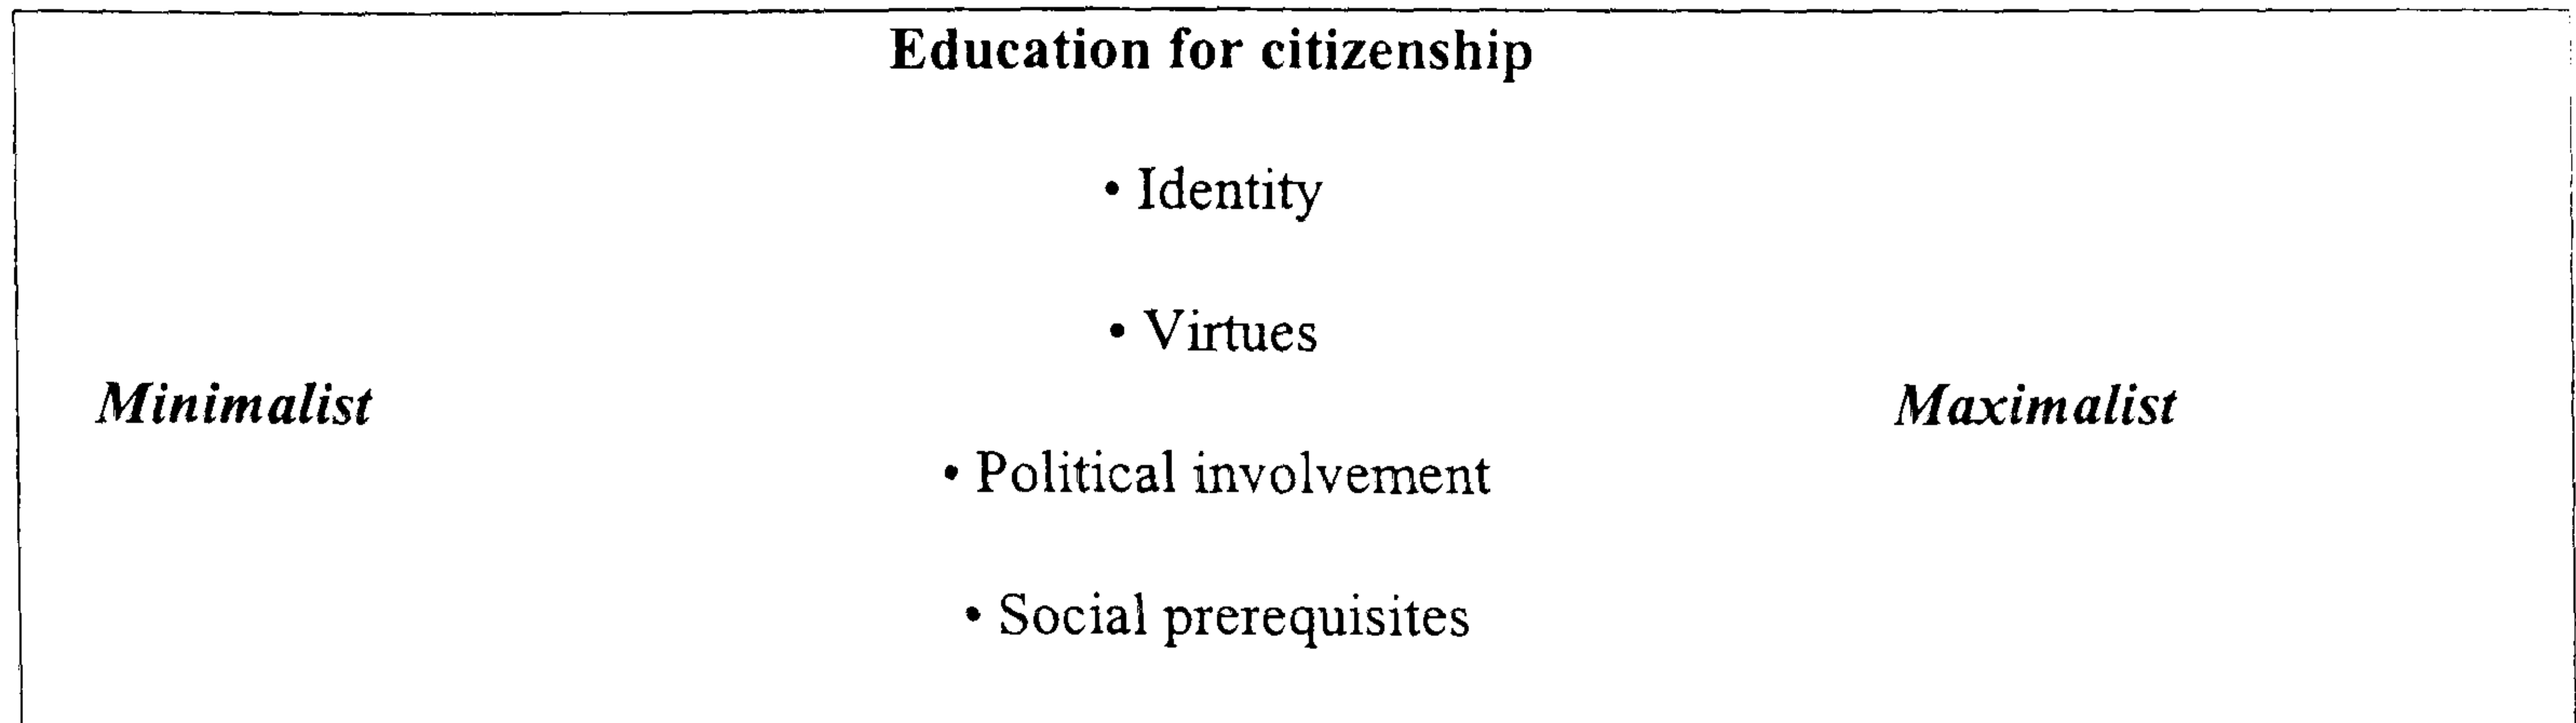 Education for citizenship
• Identity
• Virtues
Minimalist Maximalist
• Political involvement
• Social prerequisites